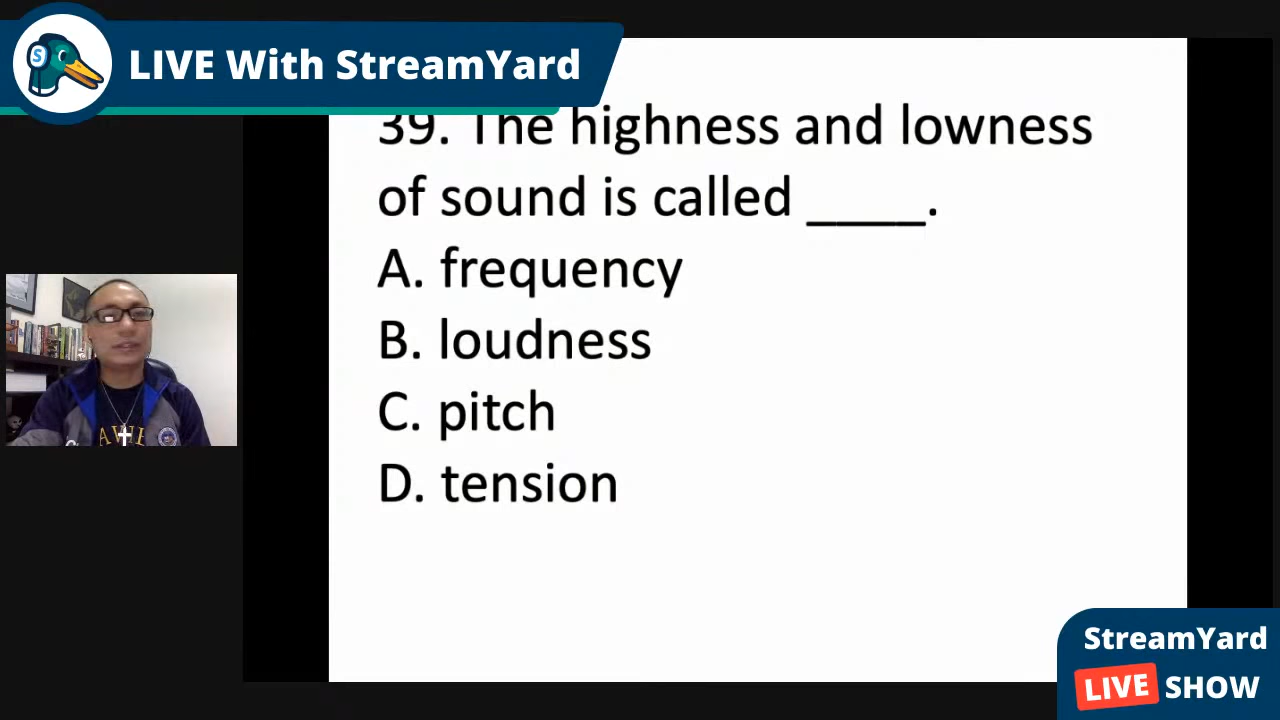 LIVE With StreamYard
39. The highness and lowness
of sound is called ____.
A. frequency
B. loudness
C. pitch
D. tension
StreamYard
LIVE SHOW